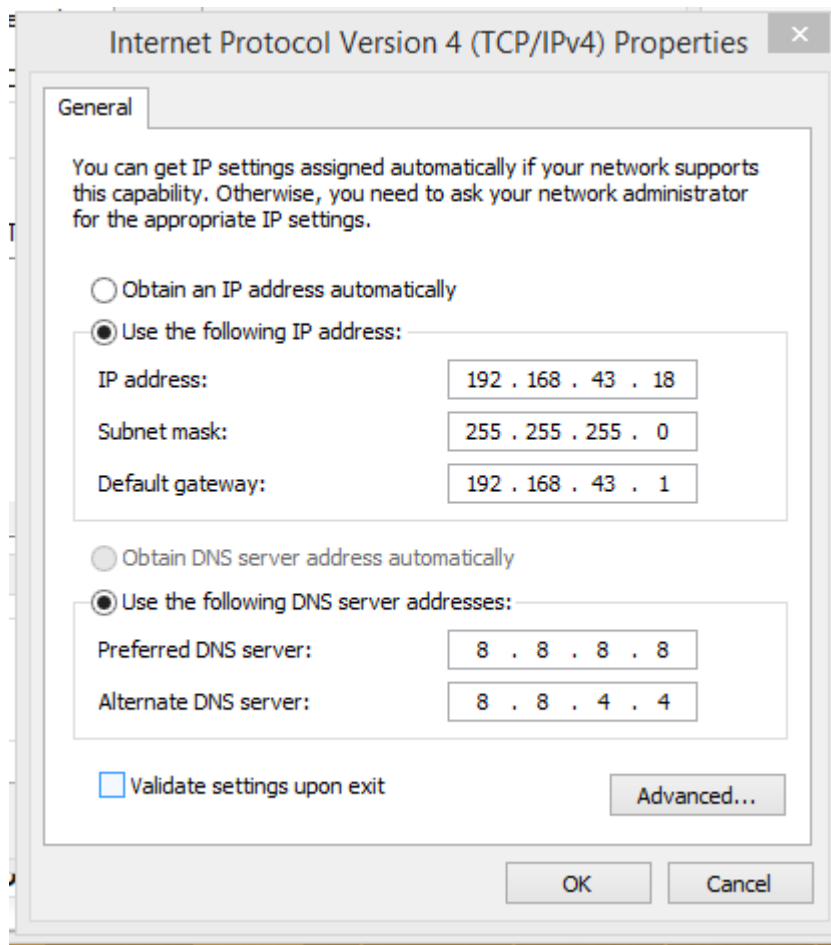 Internet Protocol Version 4 (TCP/IPv4) Properties
General
You can get IP settings assigned automatically if your network supports
this capability. Otherwise, you need to ask your network administrator
for the appropriate IP settings.
Obtain an IP address automatically
Use the following IP address:
IP address: 192 . 168 . 43 . 18
Subnet mask: 255 . 255 . 255 . 0
Default gateway: 192 . 168 . 43 . 1
Obtain DNS server address automatically
Use the following DNS server addresses:
Preferred DNS server: 8 . 8 . 8 . 8
Alternate DNS server: 8 . 8 . 4 . 4
Validate settings upon exit
Advanced...
OK Cancel